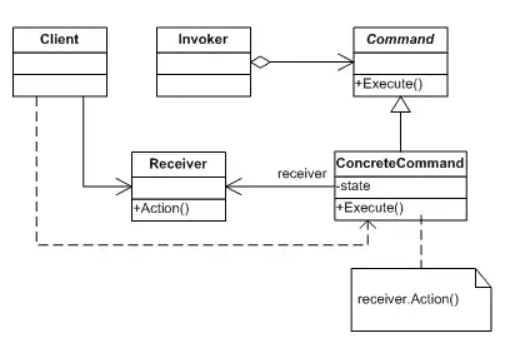 Client
Invoker
Command
+Execute()
Receiver
+Action()
receiver
ConcreteCommand
-state
+Execute()
receiver.Action()